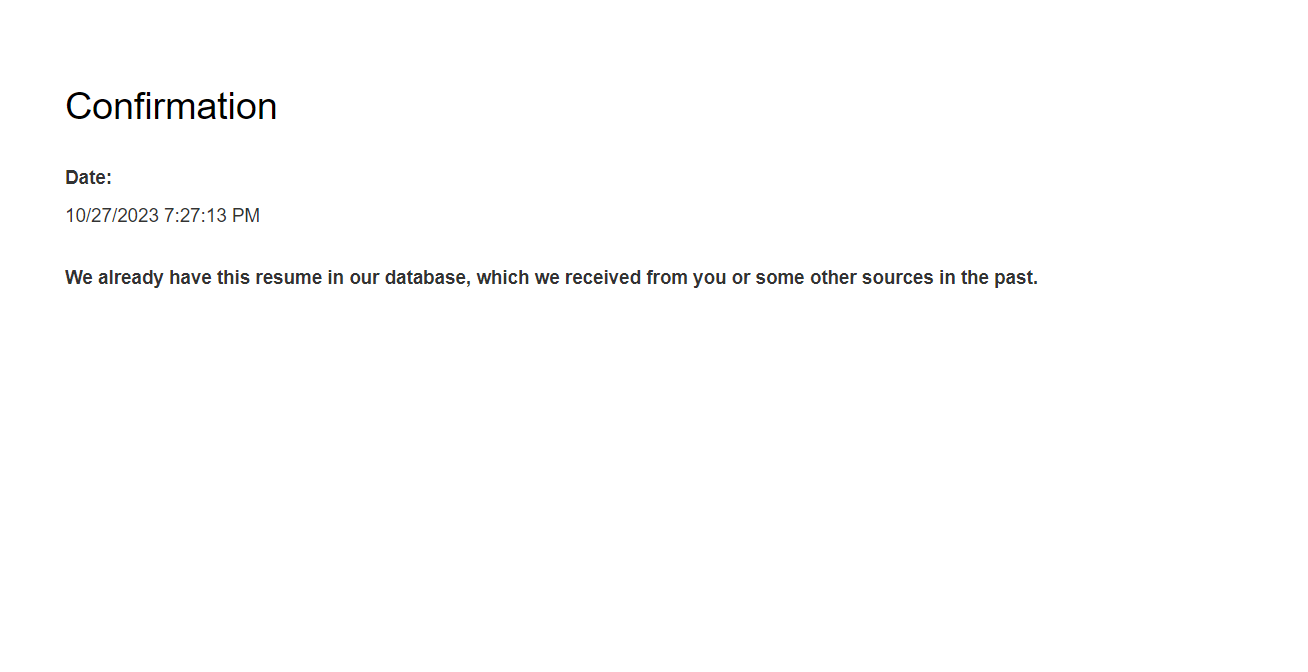 Confirmation
Date:
10/27/2023 7:27:13 PM
We already have this resume in our database, which we received from you or some other sources in the past.